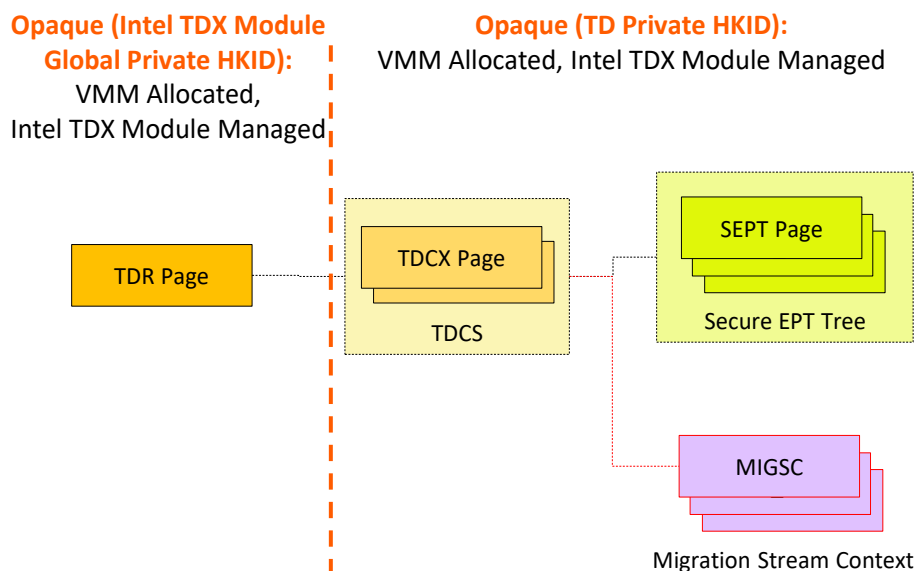 Opaque (Intel TDX Module
Global Private HKID):
VMM Allocated,
Intel TDX Module Managed
Opaque (TD Private HKID):
VMM Allocated, Intel TDX Module Managed
TDR Page
TDCX Page
TDCS
SEPT Page
Secure EPT Tree
MIGSC
Migration Stream Context